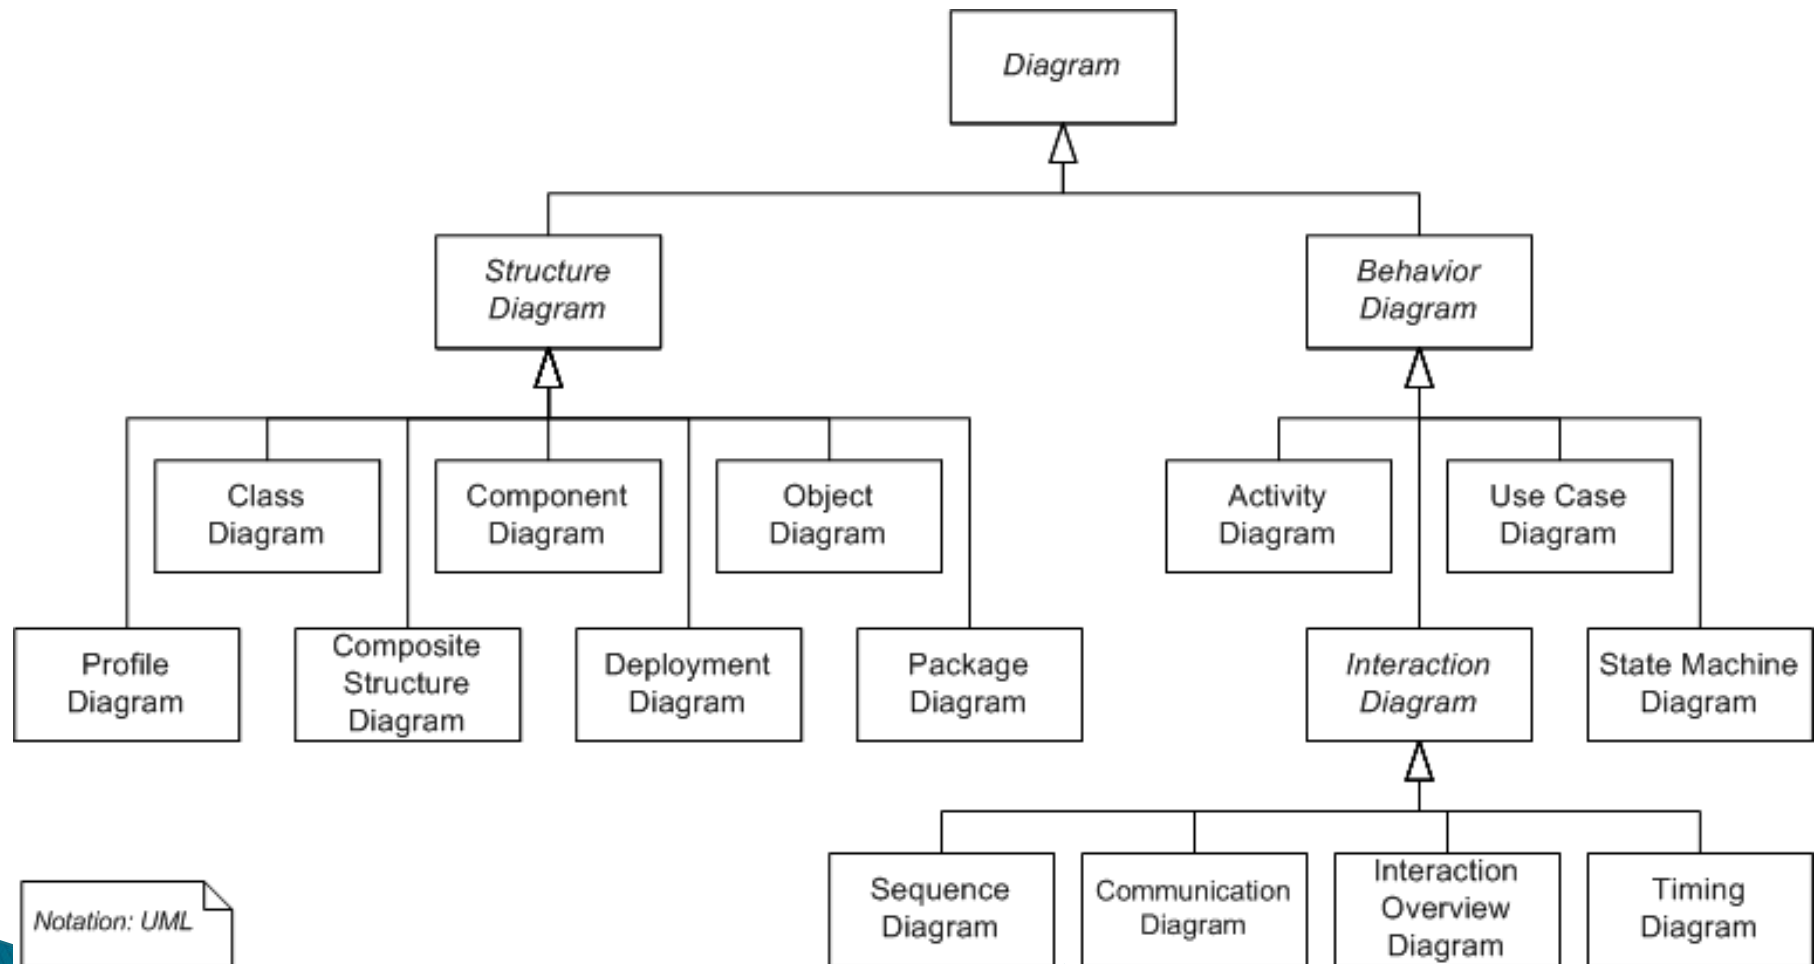 Diagram
Structure
Diagram
Behavior
Diagram
Class
Diagram
Component
Diagram
Object
Diagram
Activity
Diagram
Use Case
Diagram
Profile
Diagram
Composite
Structure
Diagram
Deployment
Diagram
Package
Diagram
Interaction
Diagram
State Machine
Diagram
Sequence
Diagram
Communication
Diagram
Interaction
Overview
Diagram
Timing
Diagram
Notation: UML